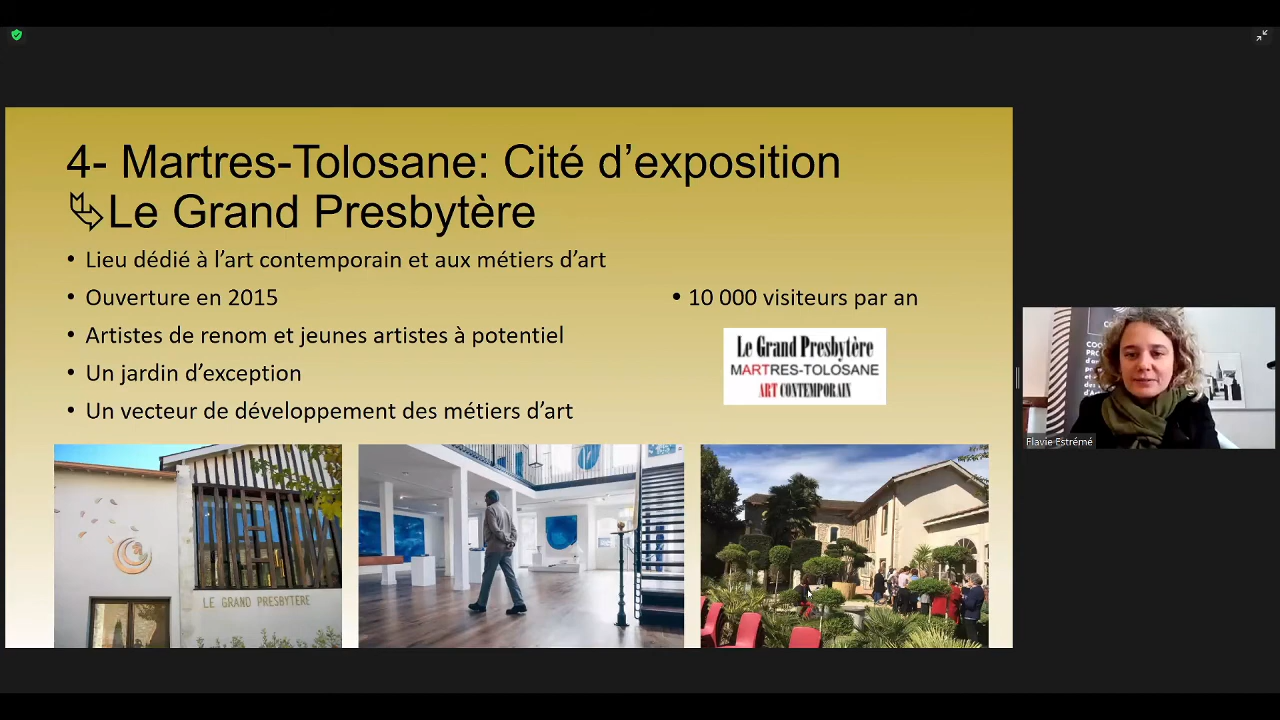 4- Martres-Tolosane: Cité d’exposition
Le Grand Presbytère
• Lieu dédié à l’art contemporain et aux métiers d’art
• Ouverture en 2015
• Artistes de renom et jeunes artistes à potentiel
• Un jardin d’exception
• Un vecteur de développement des métiers d’art
• 10 000 visiteurs par an
Le Grand Presbytère
MARTRES-TOLOSANE
ART CONTEMPORAIN
LE GRAND PRESBYTERE
Flavie Estrémé